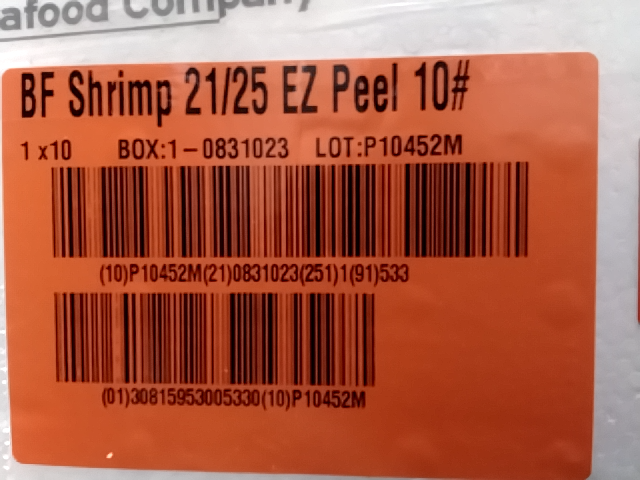 afood Company
BF Shrimp 21/25 EZ Peel 10#
1 x10 BOX:1-0831023 LOT:P10452M
(10)P10452M(21)0831023(251)1(91)533
(01)30815953005330(10)P10452M